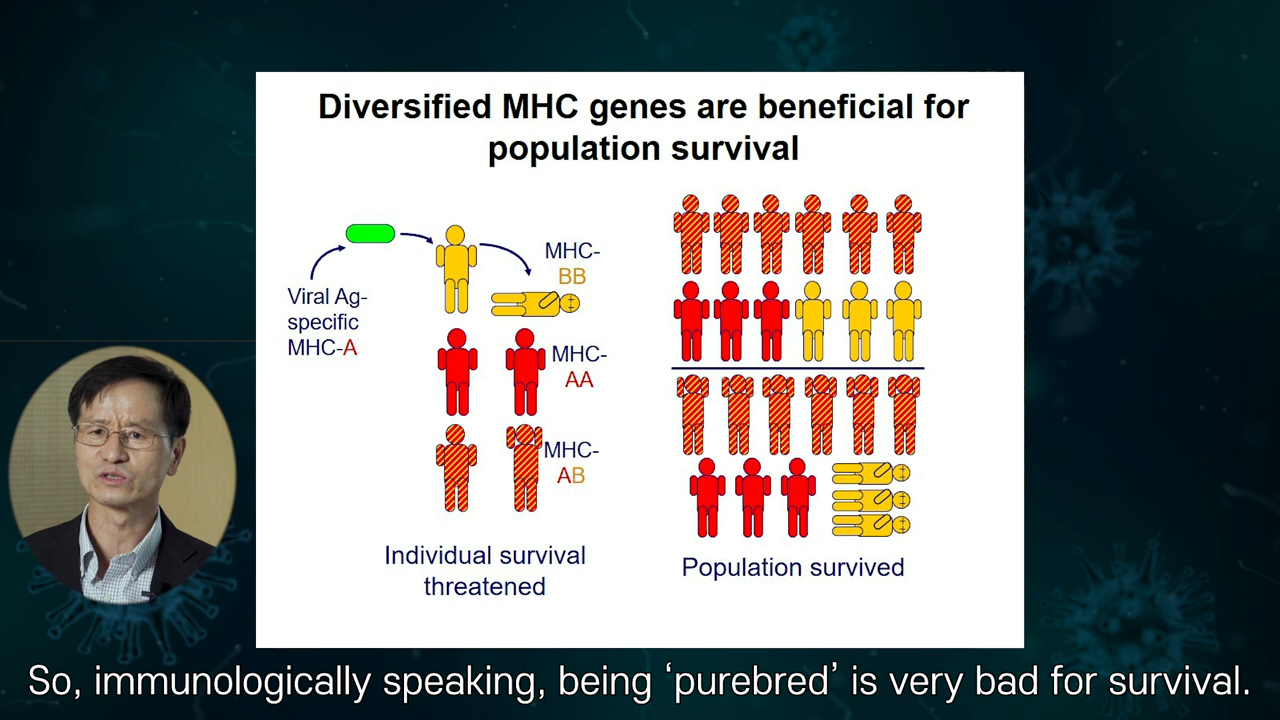 Diversified MHC genes are beneficial for
population survival
Viral Ag-
specific
MHC-A
MHC-
BB
MHC-
AA
MHC-
AB
Individual survival
threatened
Population survived
So, immunologically speaking, being ‘purebred’ is very bad for survival.